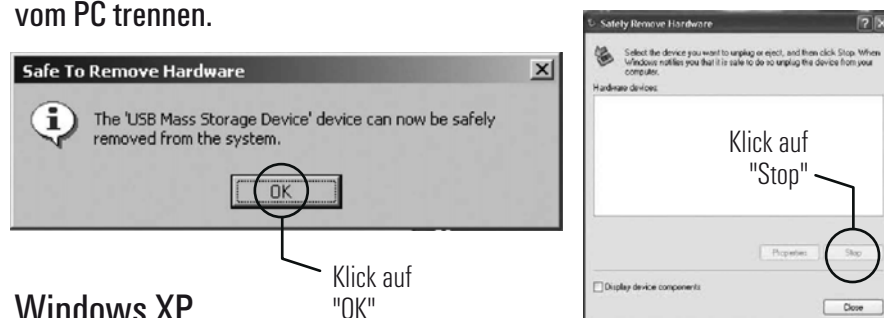 vom PC trennen.
Safe To Remove Hardware
The 'USB Mass Storage Device' device can now be safely
removed from the system.
OK
Klick auf
"OK"
Windows XP
Safely Remove Hardware
Select the device you want to unplug or eject, and then click Stop. When
Windows notifies you that it is safe to do so unplug the device from your
computer.
Hardware devices:
Klick auf
"Stop"
Properties
Stop
Display device components
Close